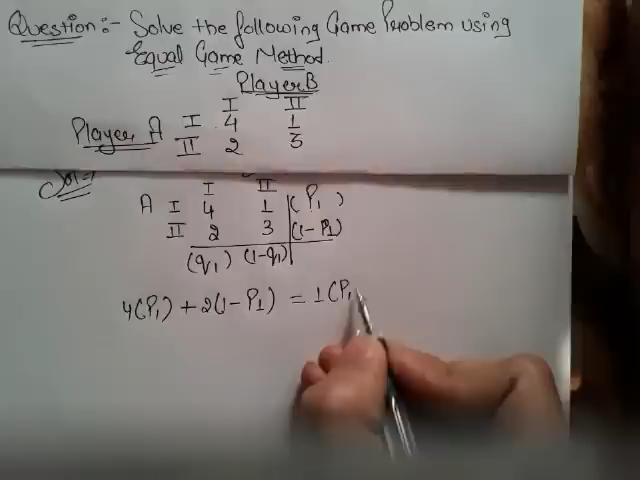 Question:- Solve the following Game Problem using
Equal Game Method.
Player B
I II
Player A I 4 1
II 2 3
Sol:-
I II
A I 4 1 (P1 )
II 2 3 (1-P1)
(q1) (1-q1)
4(P1) + 2(1-P1) = 1(P1